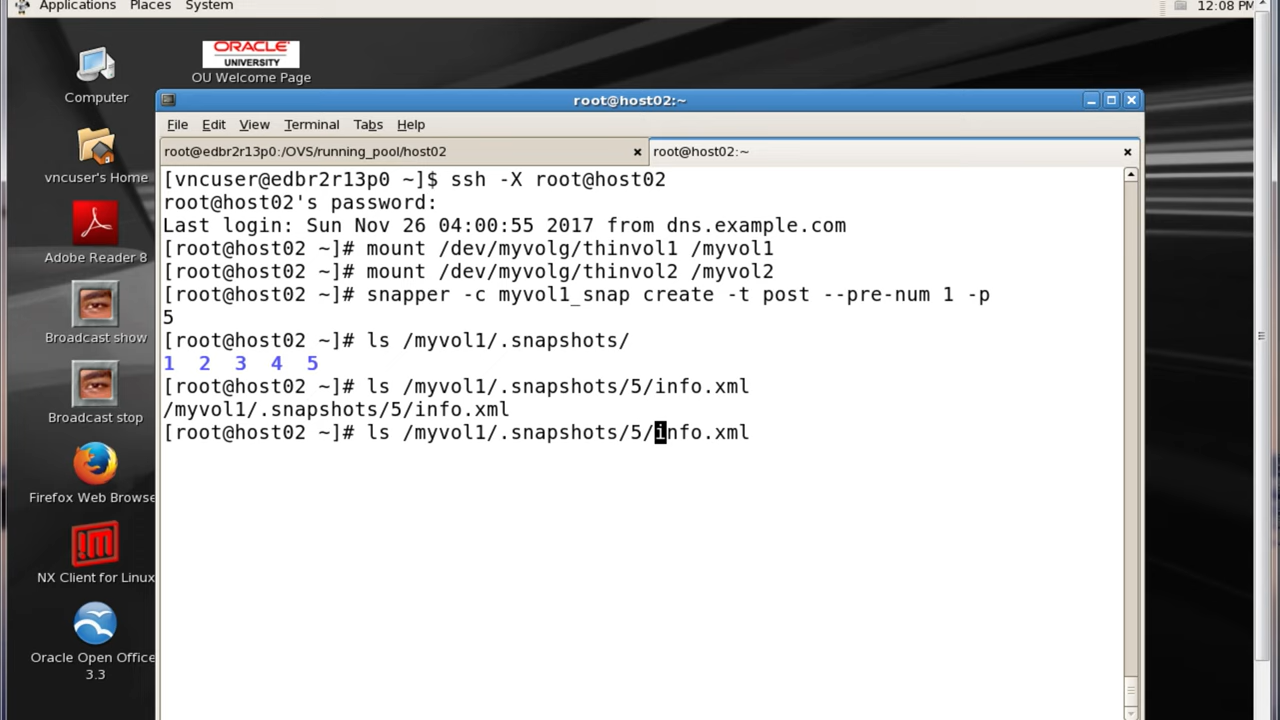 Applications Places System
12:08 PM
ORACLE
UNIVERSITY
OU Welcome Page
Computer
vncuser's Home
Adobe Reader 8
Broadcast show
Broadcast stop
Firefox Web Browse
NX Client for Linux
Oracle Open Office
3.3
root@host02:~
File Edit View Terminal Tabs Help
root@edbr2r13p0:/OVS/running_pool/host02
root@host02:~
[vncuser@edbr2r13p0 ~]$ ssh -X root@host02
root@host02's password:
Last login: Sun Nov 26 04:00:55 2017 from dns.example.com
[root@host02 ~]# mount /dev/myvolg/thinvol1 /myvol1
[root@host02 ~]# mount /dev/myvolg/thinvol2 /myvol2
[root@host02 ~]# snapper -c myvol1_snap create -t post --pre-num 1 -p
5
[root@host02 ~]# ls /myvol1/.snapshots/
1 2 3 4 5
[root@host02 ~]# ls /myvol1/.snapshots/5/info.xml
/myvol1/.snapshots/5/info.xml
[root@host02 ~]# ls /myvol1/.snapshots/5/info.xml